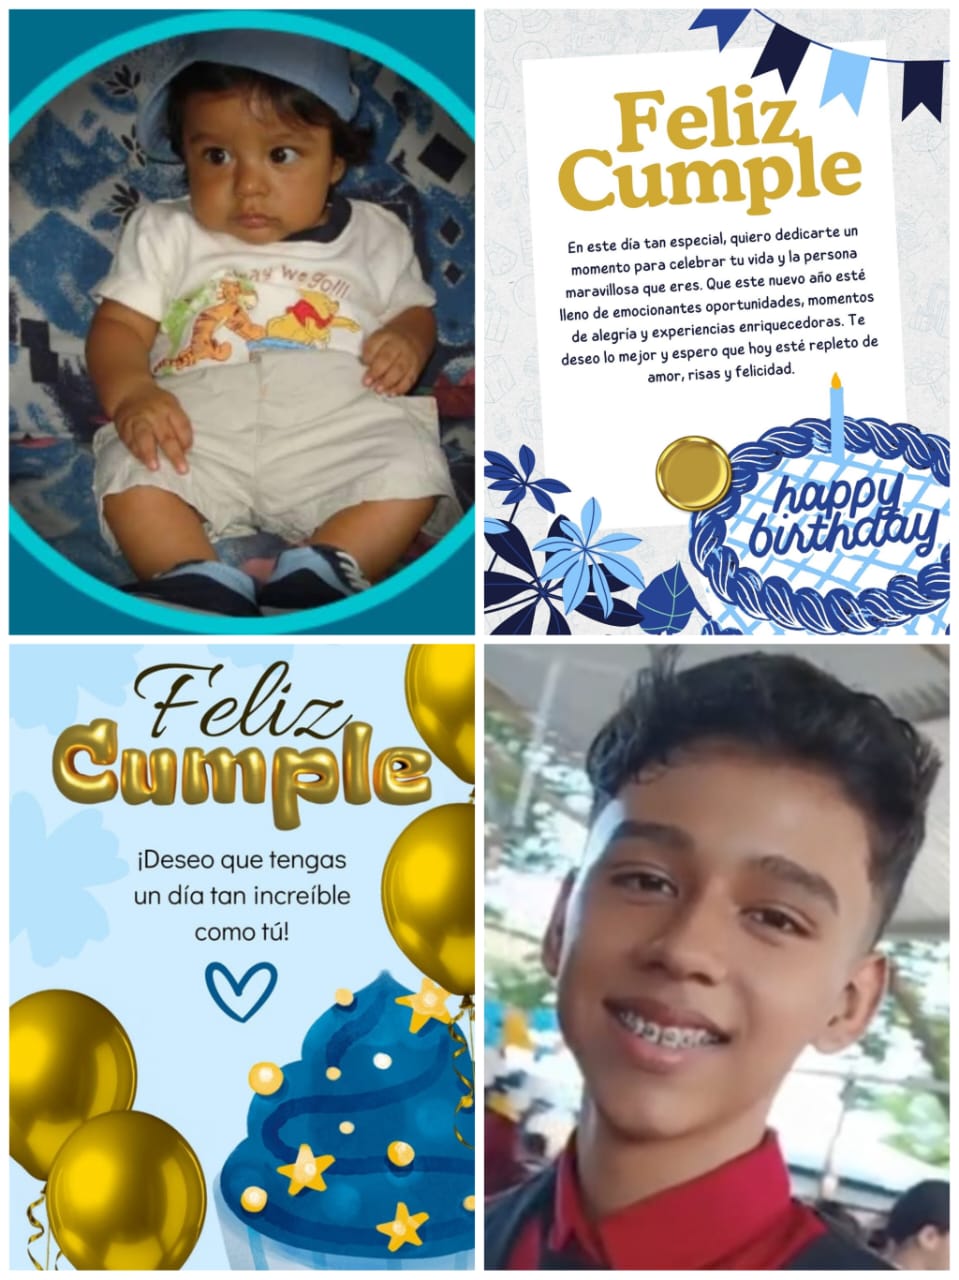 way we go!!!
Feliz
Cumple
En este día tan especial, quiero dedicarte un
momento para celebrar tu vida y la persona
maravillosa que eres. Que este nuevo año esté
lleno de emocionantes oportunidades, momentos
de alegría y experiencias enriquecedoras. Te
deseo lo mejor y espero que hoy esté repleto de
amor, risas y felicidad.
happy
birthday
Feliz
Cumple
¡Deseo que tengas
un día tan increíble
como tú!